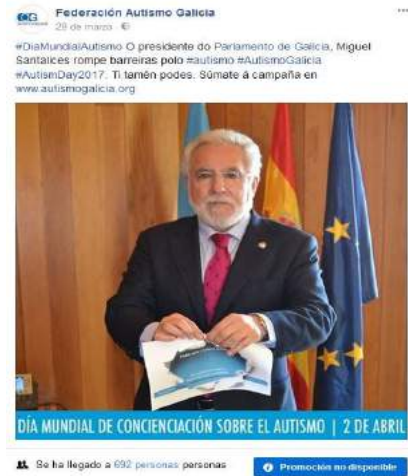 Federación Autismo Galicia
29 de marzo
#DiaMundialAutismo O presidente do Parlamento de Galicia, Miguel
Santalices rompe barreiras polo #autismo #AutismoGalicia
#AutismDay2017. Ti tamén podes. Súmate á campaña en
www.autismogalicia.org
DÍA MUNDIAL DE CONCIENCIACIÓN SOBRE EL AUTISMO | 2 DE ABRIL
Se ha llegado a 692 personas personas
Promoción no disponible